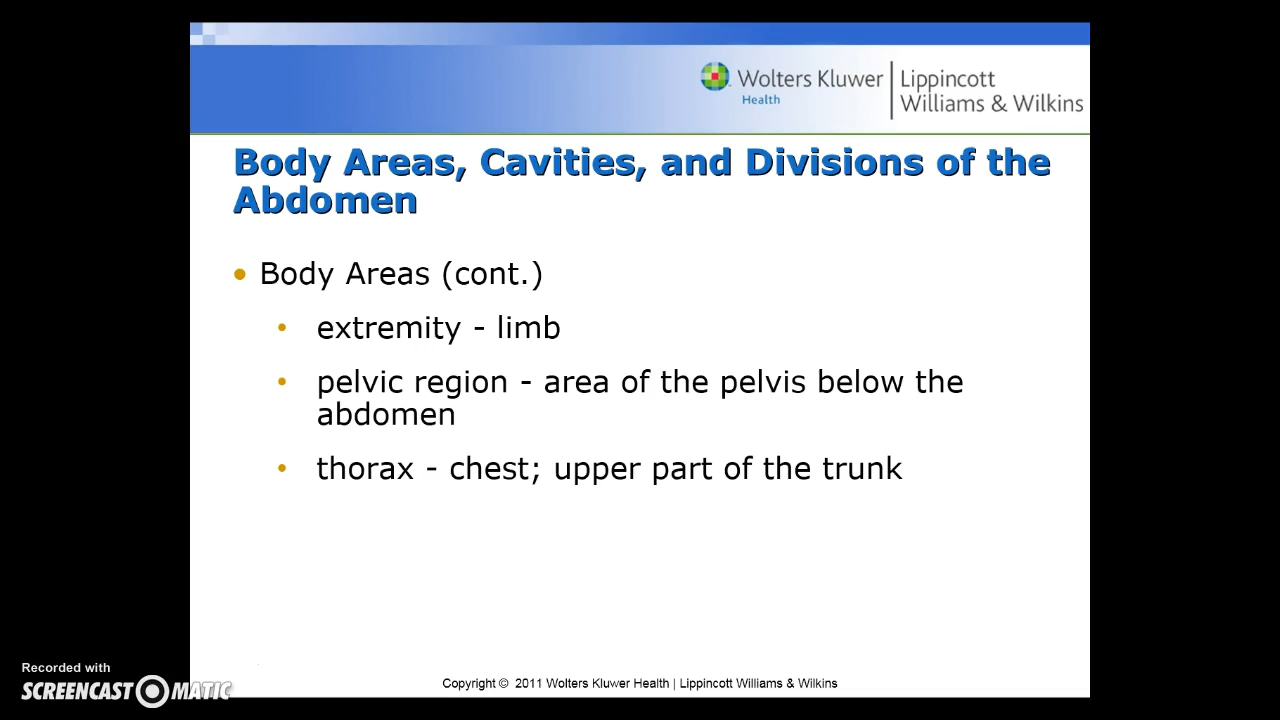 Wolters Kluwer
Health
Lippincott
Williams & Wilkins
Body Areas, Cavities, and Divisions of the
Abdomen
• Body Areas (cont.)
• extremity - limb
• pelvic region - area of the pelvis below the
abdomen
• thorax - chest; upper part of the trunk
Recorded with
SCREENCAST O MATIC
Copyright © 2011 Wolters Kluwer Health | Lippincott Williams & Wilkins